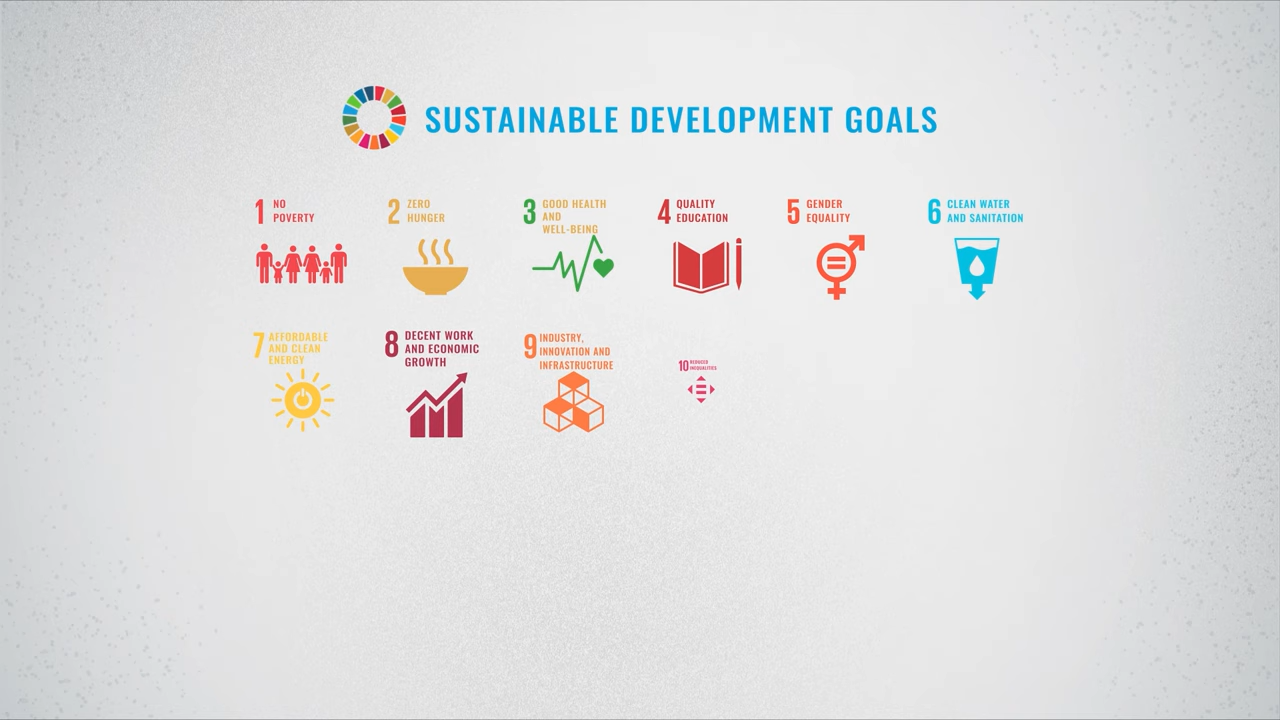 SUSTAINABLE DEVELOPMENT GOALS
1 NO
POVERTY
2 ZERO
HUNGER
3 GOOD HEALTH
AND
WELL-BEING
4 QUALITY
EDUCATION
5 GENDER
EQUALITY
6 CLEAN WATER
AND SANITATION
7 AFFORDABLE
AND CLEAN
ENERGY
8 DECENT WORK
AND ECONOMIC
GROWTH
9 INDUSTRY,
INNOVATION AND
INFRASTRUCTURE
10 REDUCED
INEQUALITIES